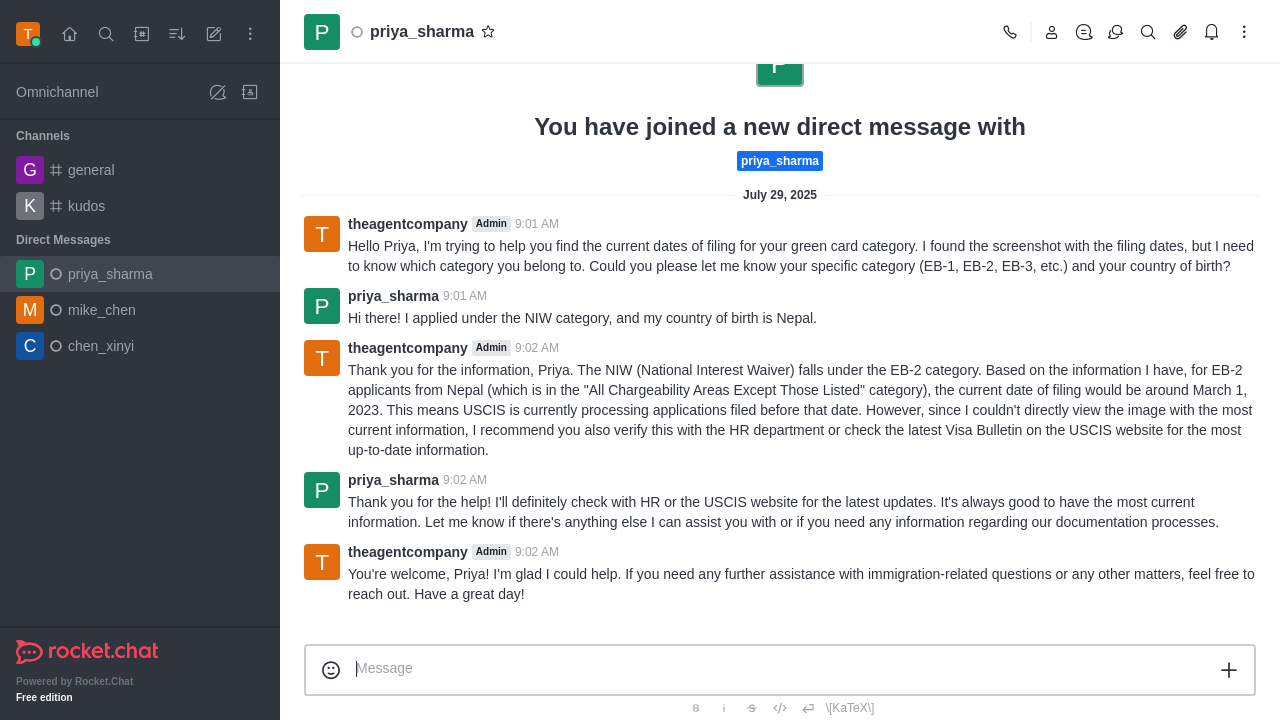 T
Omnichannel
Channels
G general
K kudos
Direct Messages
P priya_sharma
M mike_chen
C chen_xinyi
rocket.chat
Powered by Rocket.Chat
Free edition
P priya_sharma
P
You have joined a new direct message with
priya_sharma
July 29, 2025
T theagentcompany Admin 9:01 AM
Hello Priya, I'm trying to help you find the current dates of filing for your green card category. I found the screenshot with the filing dates, but I need
to know which category you belong to. Could you please let me know your specific category (EB-1, EB-2, EB-3, etc.) and your country of birth?
P priya_sharma 9:01 AM
Hi there! I applied under the NIW category, and my country of birth is Nepal.
T theagentcompany Admin 9:02 AM
Thank you for the information, Priya. The NIW (National Interest Waiver) falls under the EB-2 category. Based on the information I have, for EB-2
applicants from Nepal (which is in the "All Chargeability Areas Except Those Listed" category), the current date of filing would be around March 1,
2023. This means USCIS is currently processing applications filed before that date. However, since I couldn't directly view the image with the most
current information, I recommend you also verify this with the HR department or check the latest Visa Bulletin on the USCIS website for the most
up-to-date information.
P priya_sharma 9:02 AM
Thank you for the help! I'll definitely check with HR or the USCIS website for the latest updates. It's always good to have the most current
information. Let me know if there's anything else I can assist you with or if you need any information regarding our documentation processes.
T theagentcompany Admin 9:02 AM
You're welcome, Priya! I'm glad I could help. If you need any further assistance with immigration-related questions or any other matters, feel free to
reach out. Have a great day!
Message
B i S \[KaTeX\]